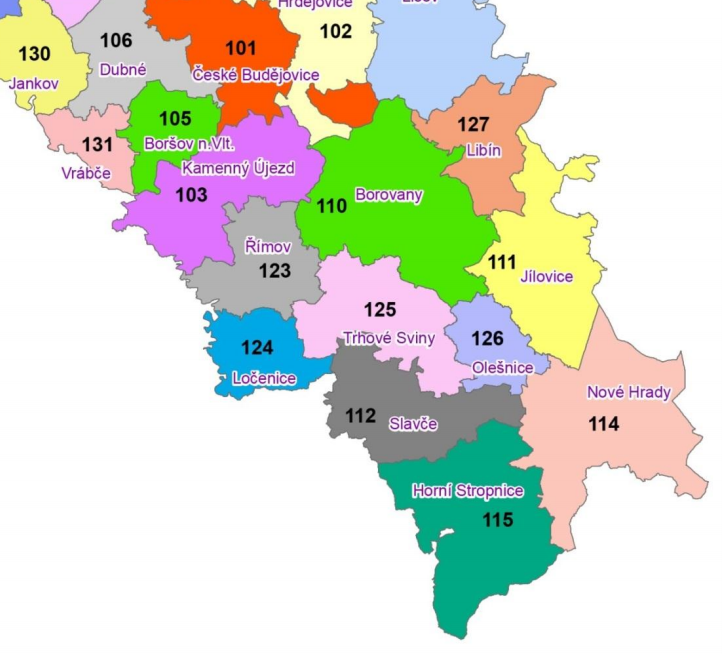 Hrdějovice
102
106
Dubné
101
České Budějovice
130
Jankov
105
Boršov n.Vlt.
131
Vrábče
127
Libín
Kamenný Újezd
103
110
Borovany
Římov
123
111
Jílovice
125
Trhové Sviny
126
Olešnice
124
Ločenice
112
Slavče
Nové Hrady
114
Horní Stropnice
115